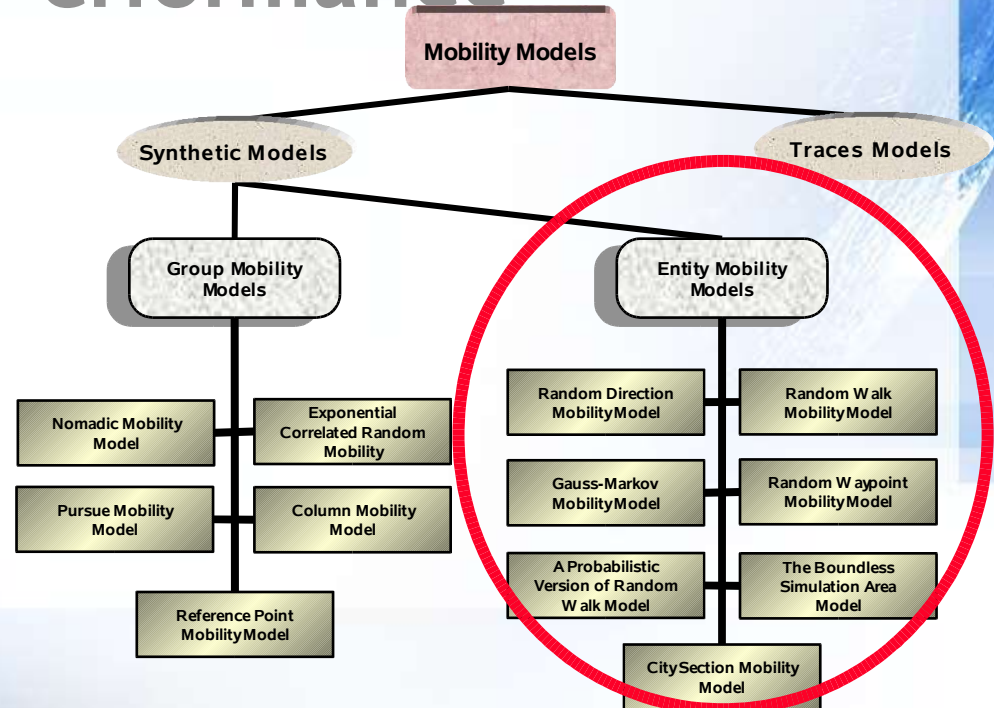 Mobility Models
Synthetic Models
Traces Models
Group Mobility
Models
Entity Mobility
Models
Nomadic Mobility
Model
Exponential
Correlated Random
Mobility
Pursue Mobility
Model
Column Mobility
Model
Reference Point
MobilityModel
Random Direction
MobilityModel
Random Walk
MobilityModel
Gauss-Markov
MobilityModel
Random Waypoint
MobilityModel
A Probabilistic
Version of Random
Walk Model
The Boundless
Simulation Area
Model
CitySection Mobility
Model